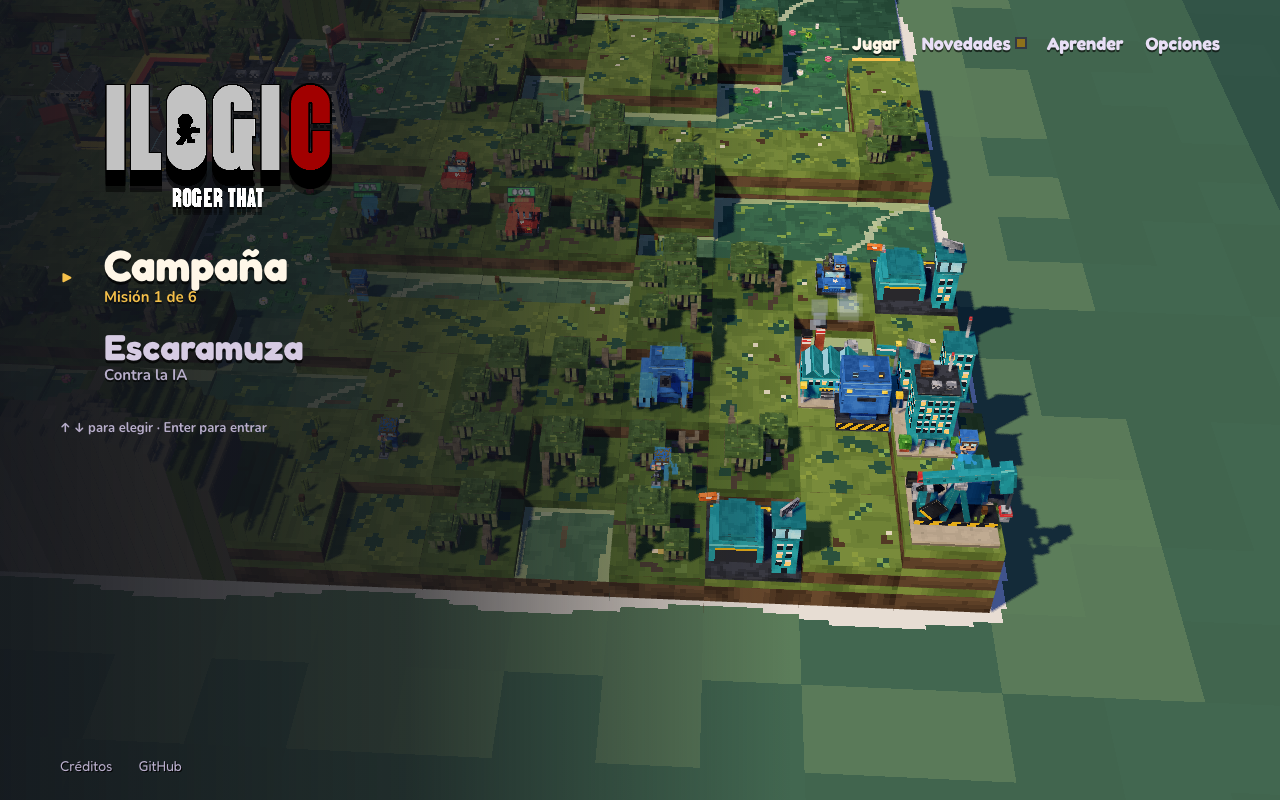 Jugar Novedades Aprender Opciones
ILOGIC
ROGER THAT
Campaña
Misión 1 de 6
Escaramuza
Contra la IA
↑ ↓ para elegir · Enter para entrar
Créditos GitHub